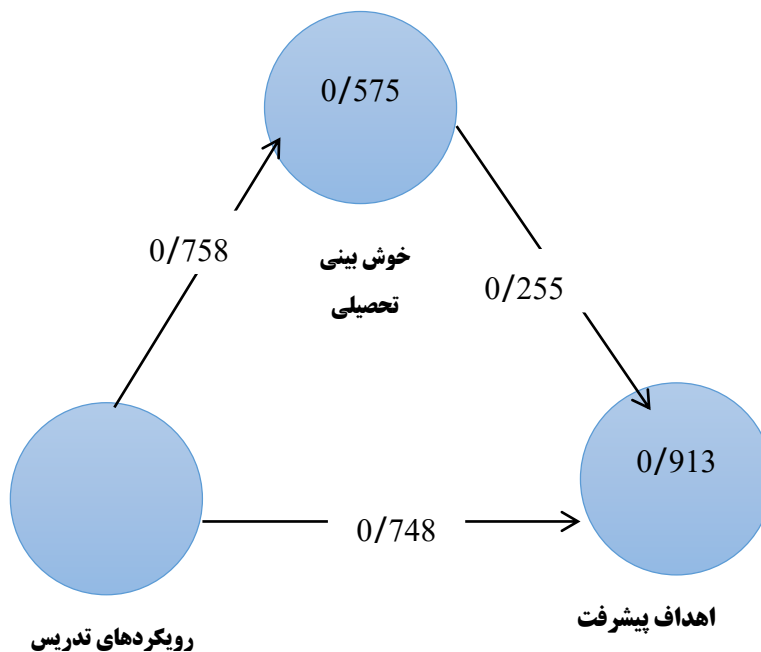 0/575
خوش بینی
تحصیلی
0/758
0/255
0/913
0/748
اهداف پیشرفت
رویکردهای تدریس